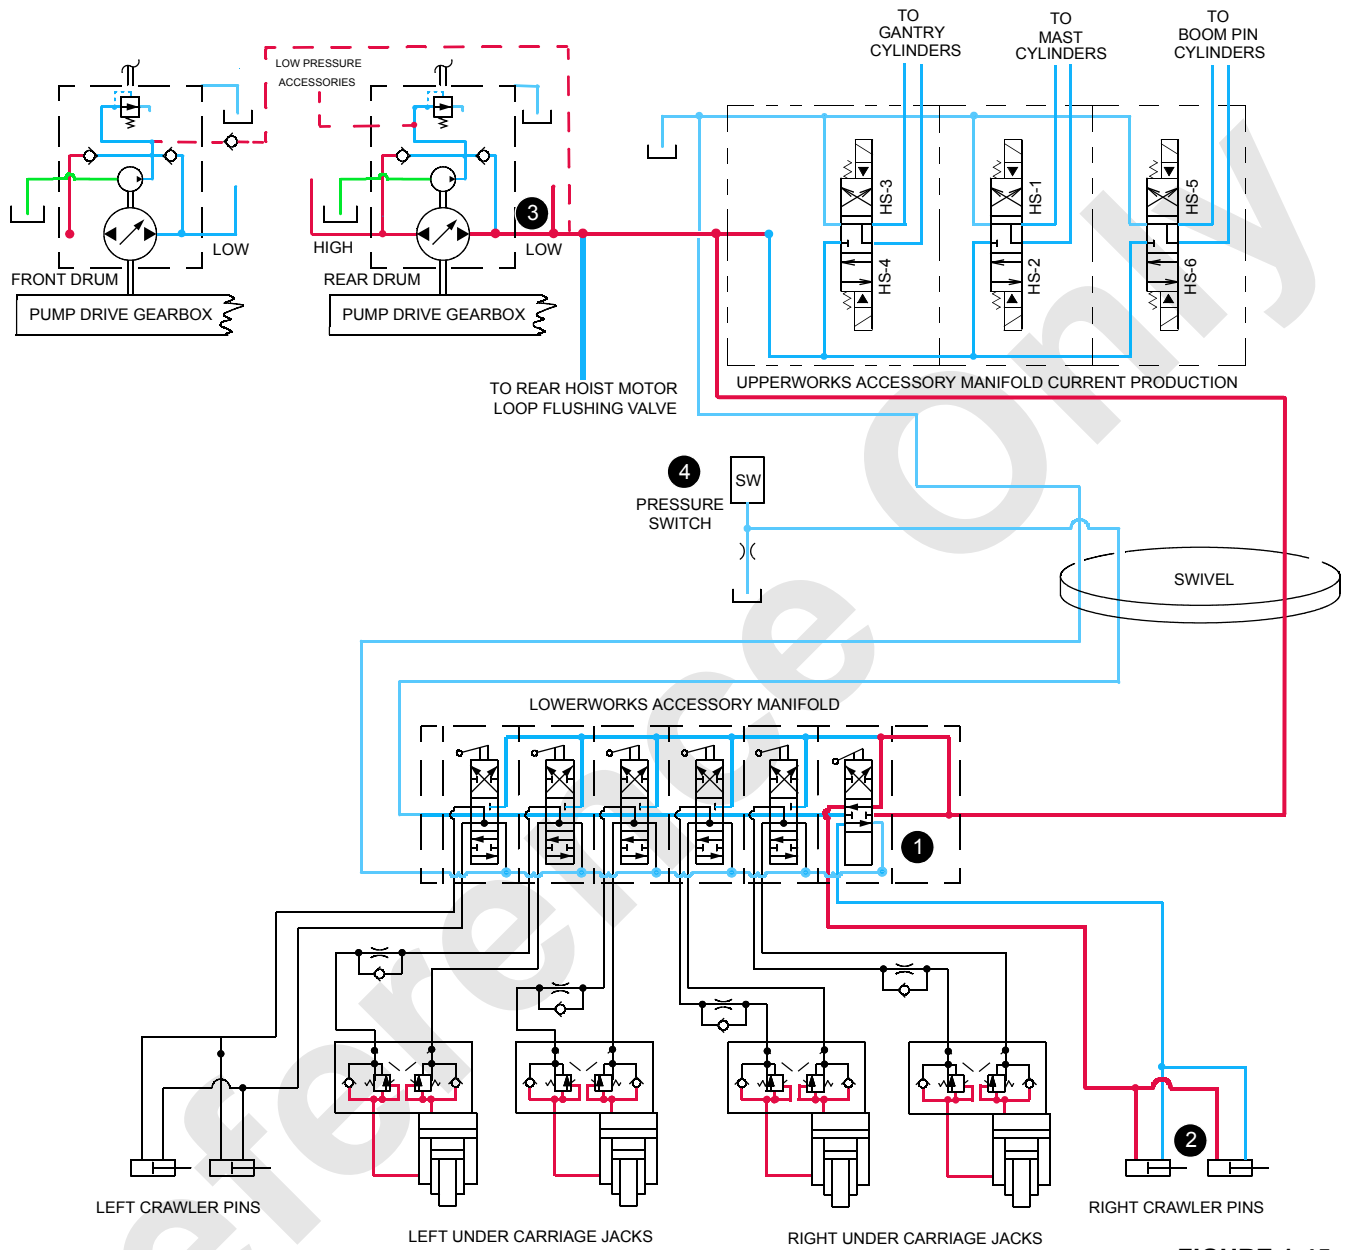 TO
GANTRY
CYLINDERS
TO
MAST
CYLINDERS
TO
BOOM PIN
CYLINDERS
LOW PRESSURE
ACCESSORIES
HS-3
HS-1
HS-5
HS-4
HS-2
HS-6
3
LOW
HIGH
LOW
FRONT DRUM
REAR DRUM
PUMP DRIVE GEARBOX
PUMP DRIVE GEARBOX
TO REAR HOIST MOTOR
LOOP FLUSHING VALVE
UPPERWORKS ACCESSORY MANIFOLD CURRENT PRODUCTION
4
SW
PRESSURE
SWITCH
SWIVEL
LOWERWORKS ACCESSORY MANIFOLD
1
2
LEFT CRAWLER PINS
RIGHT CRAWLER PINS
LEFT UNDER CARRIAGE JACKS
RIGHT UNDER CARRIAGE JACKS
Reference Only